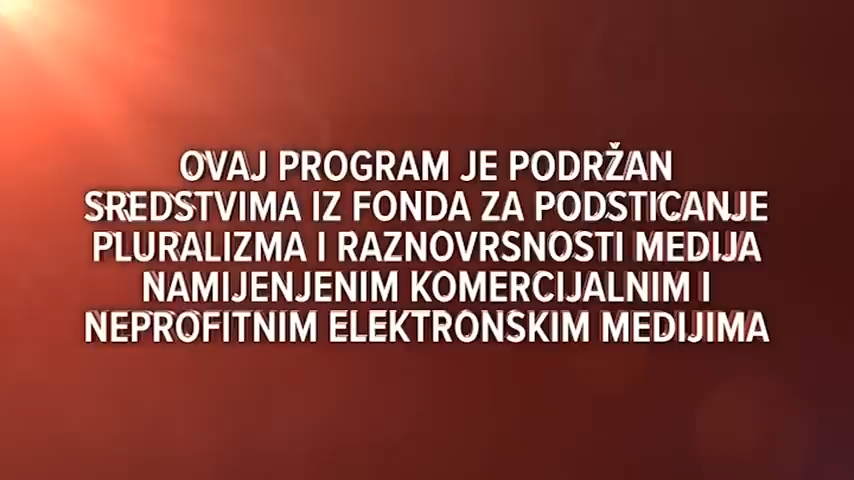 OVAJ PROGRAM JE PODRŽAN
SREDSTVIMA IZ FONDA ZA PODSTICANJE
PLURALIZMA I RAZNOVRSNOSTI MEDIJA
NAMIJENJENIM KOMERCIJALNIM I
NEPROFITNIM ELEKTRONSKIM MEDIJIMA